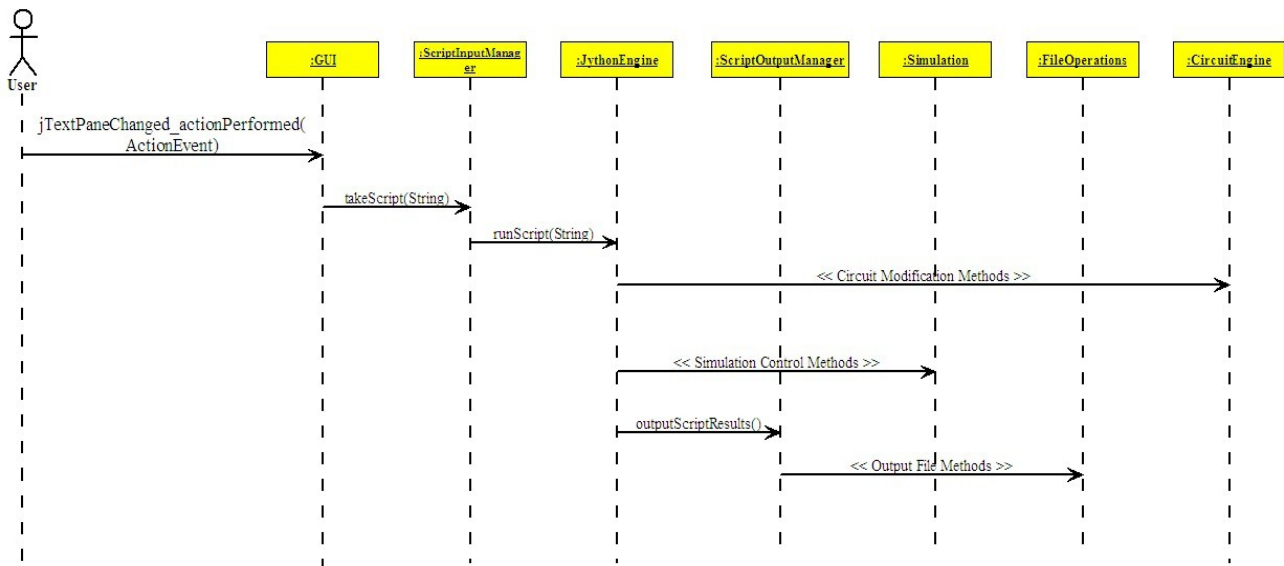 User
:GUI
:ScriptInputManag
er
:JythonEngine
:ScriptOutputManager
:Simulation
:FileOperations
:CircuitEngine
jTextPaneChanged_actionPerformed(
ActionEvent)
takeScript(String)
runScript(String)
<< Circuit Modification Methods >>
<< Simulation Control Methods >>
outputScriptResults()
<< Output File Methods >>